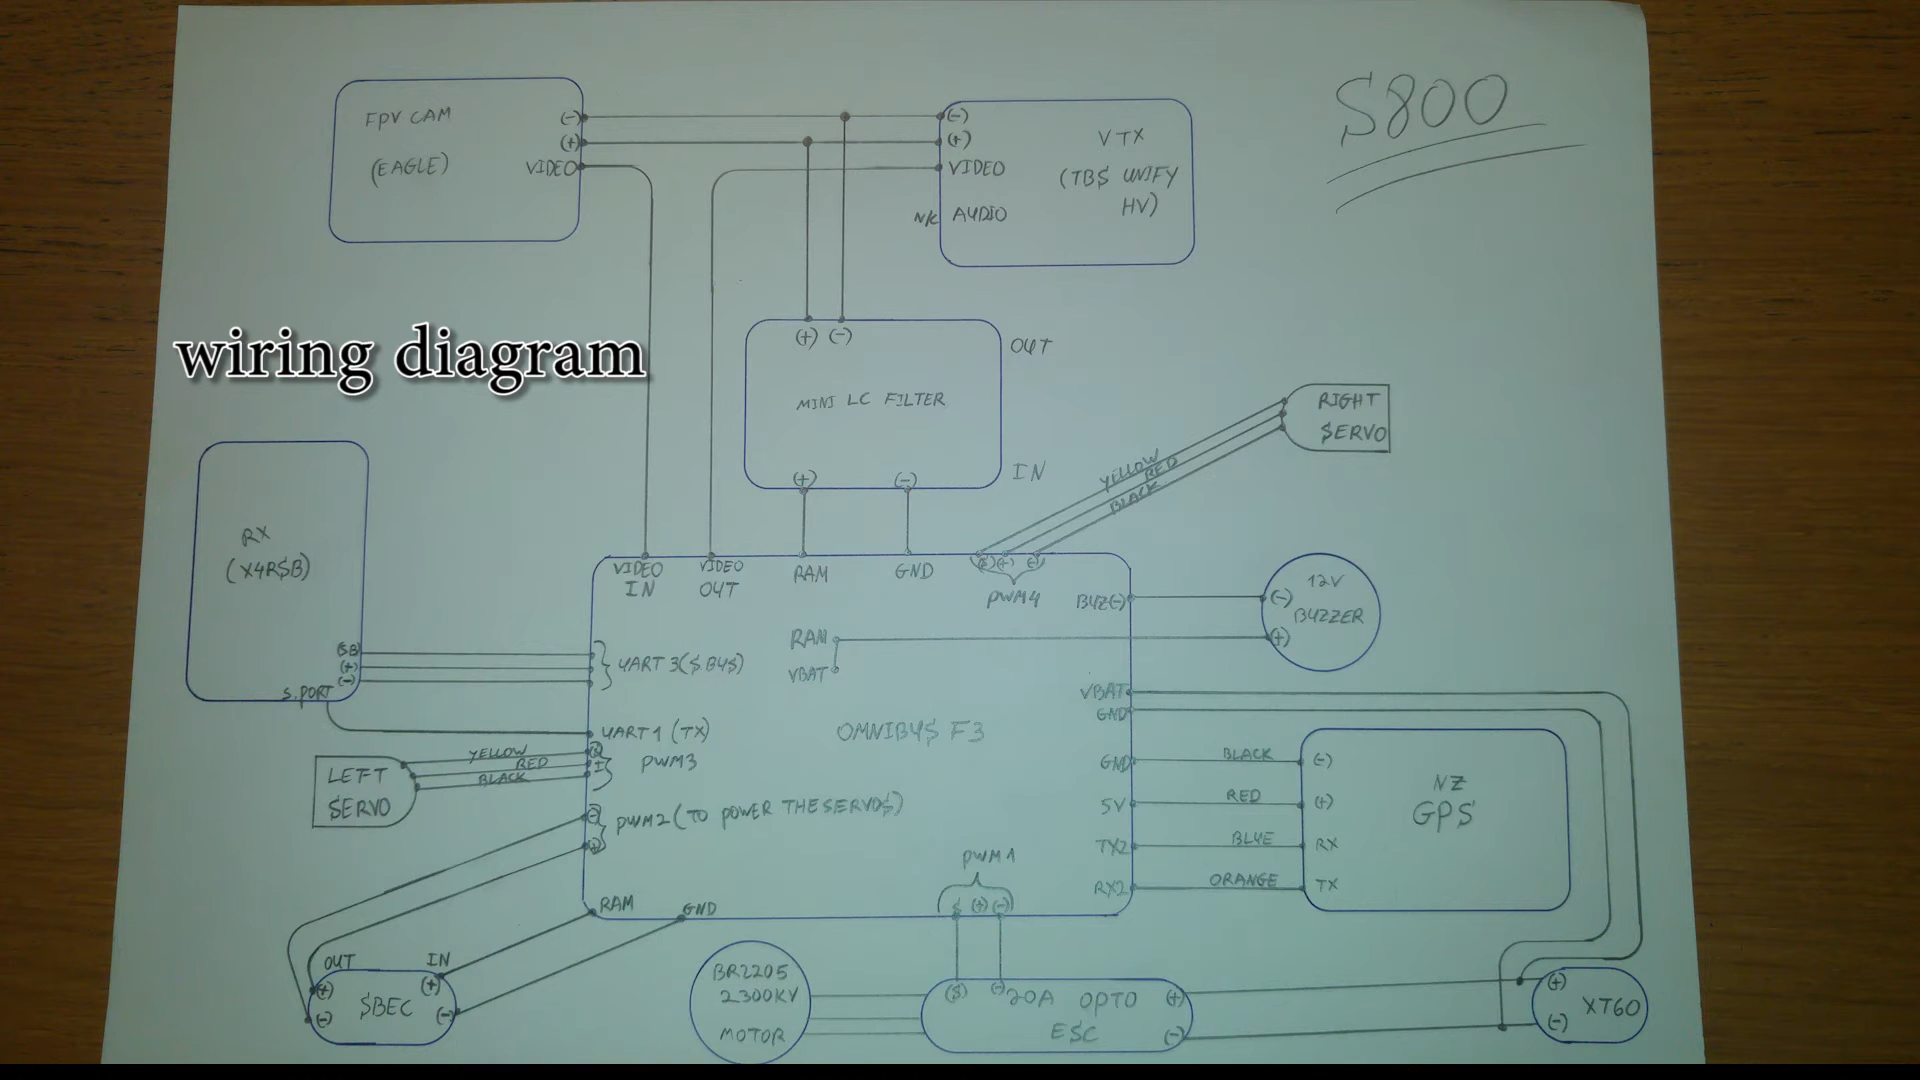 S800
FPV CAM
(EAGLE)
(-)
(+)
VIDEO
(-)
(+)
VIDEO
N/C AUDIO
VTX
(TBS UNIFY
HV)
wiring diagram
(+) (-)
OUT
MINI LC FILTER
IN
(+) (-)
RIGHT
SERVO
YELLOW
RED
BLACK
RX
(X4RSB)
(SB)
(+)
(-)
S.PORT
VIDEO
IN
VIDEO
OUT
RAM
GND
(S)(+)(-)
PWM4
BUZ(-)
(-)
(+)
12V
BUZZER
RAM
VBAT
UART 3(SBUS)
UART 1 (TX)
PWM3
YELLOW
RED
BLACK
LEFT
SERVO
PWM2 (TO POWER THE SERVOS)
OMNIBUS F3
VBAT
GND
GND
5V
TX2
RX2
BLACK
RED
BLUE
ORANGE
(-)
(+)
RX
TX
NZ
GPS
PWM1
S (+)(-)
RAM
GND
OUT
IN
(+)
(-)
(+)
(-)
SBEC
BR2205
2300KV
MOTOR
(S) (-)
20A OPTO
ESC
(+)
(-)
(+)
(-)
XT60